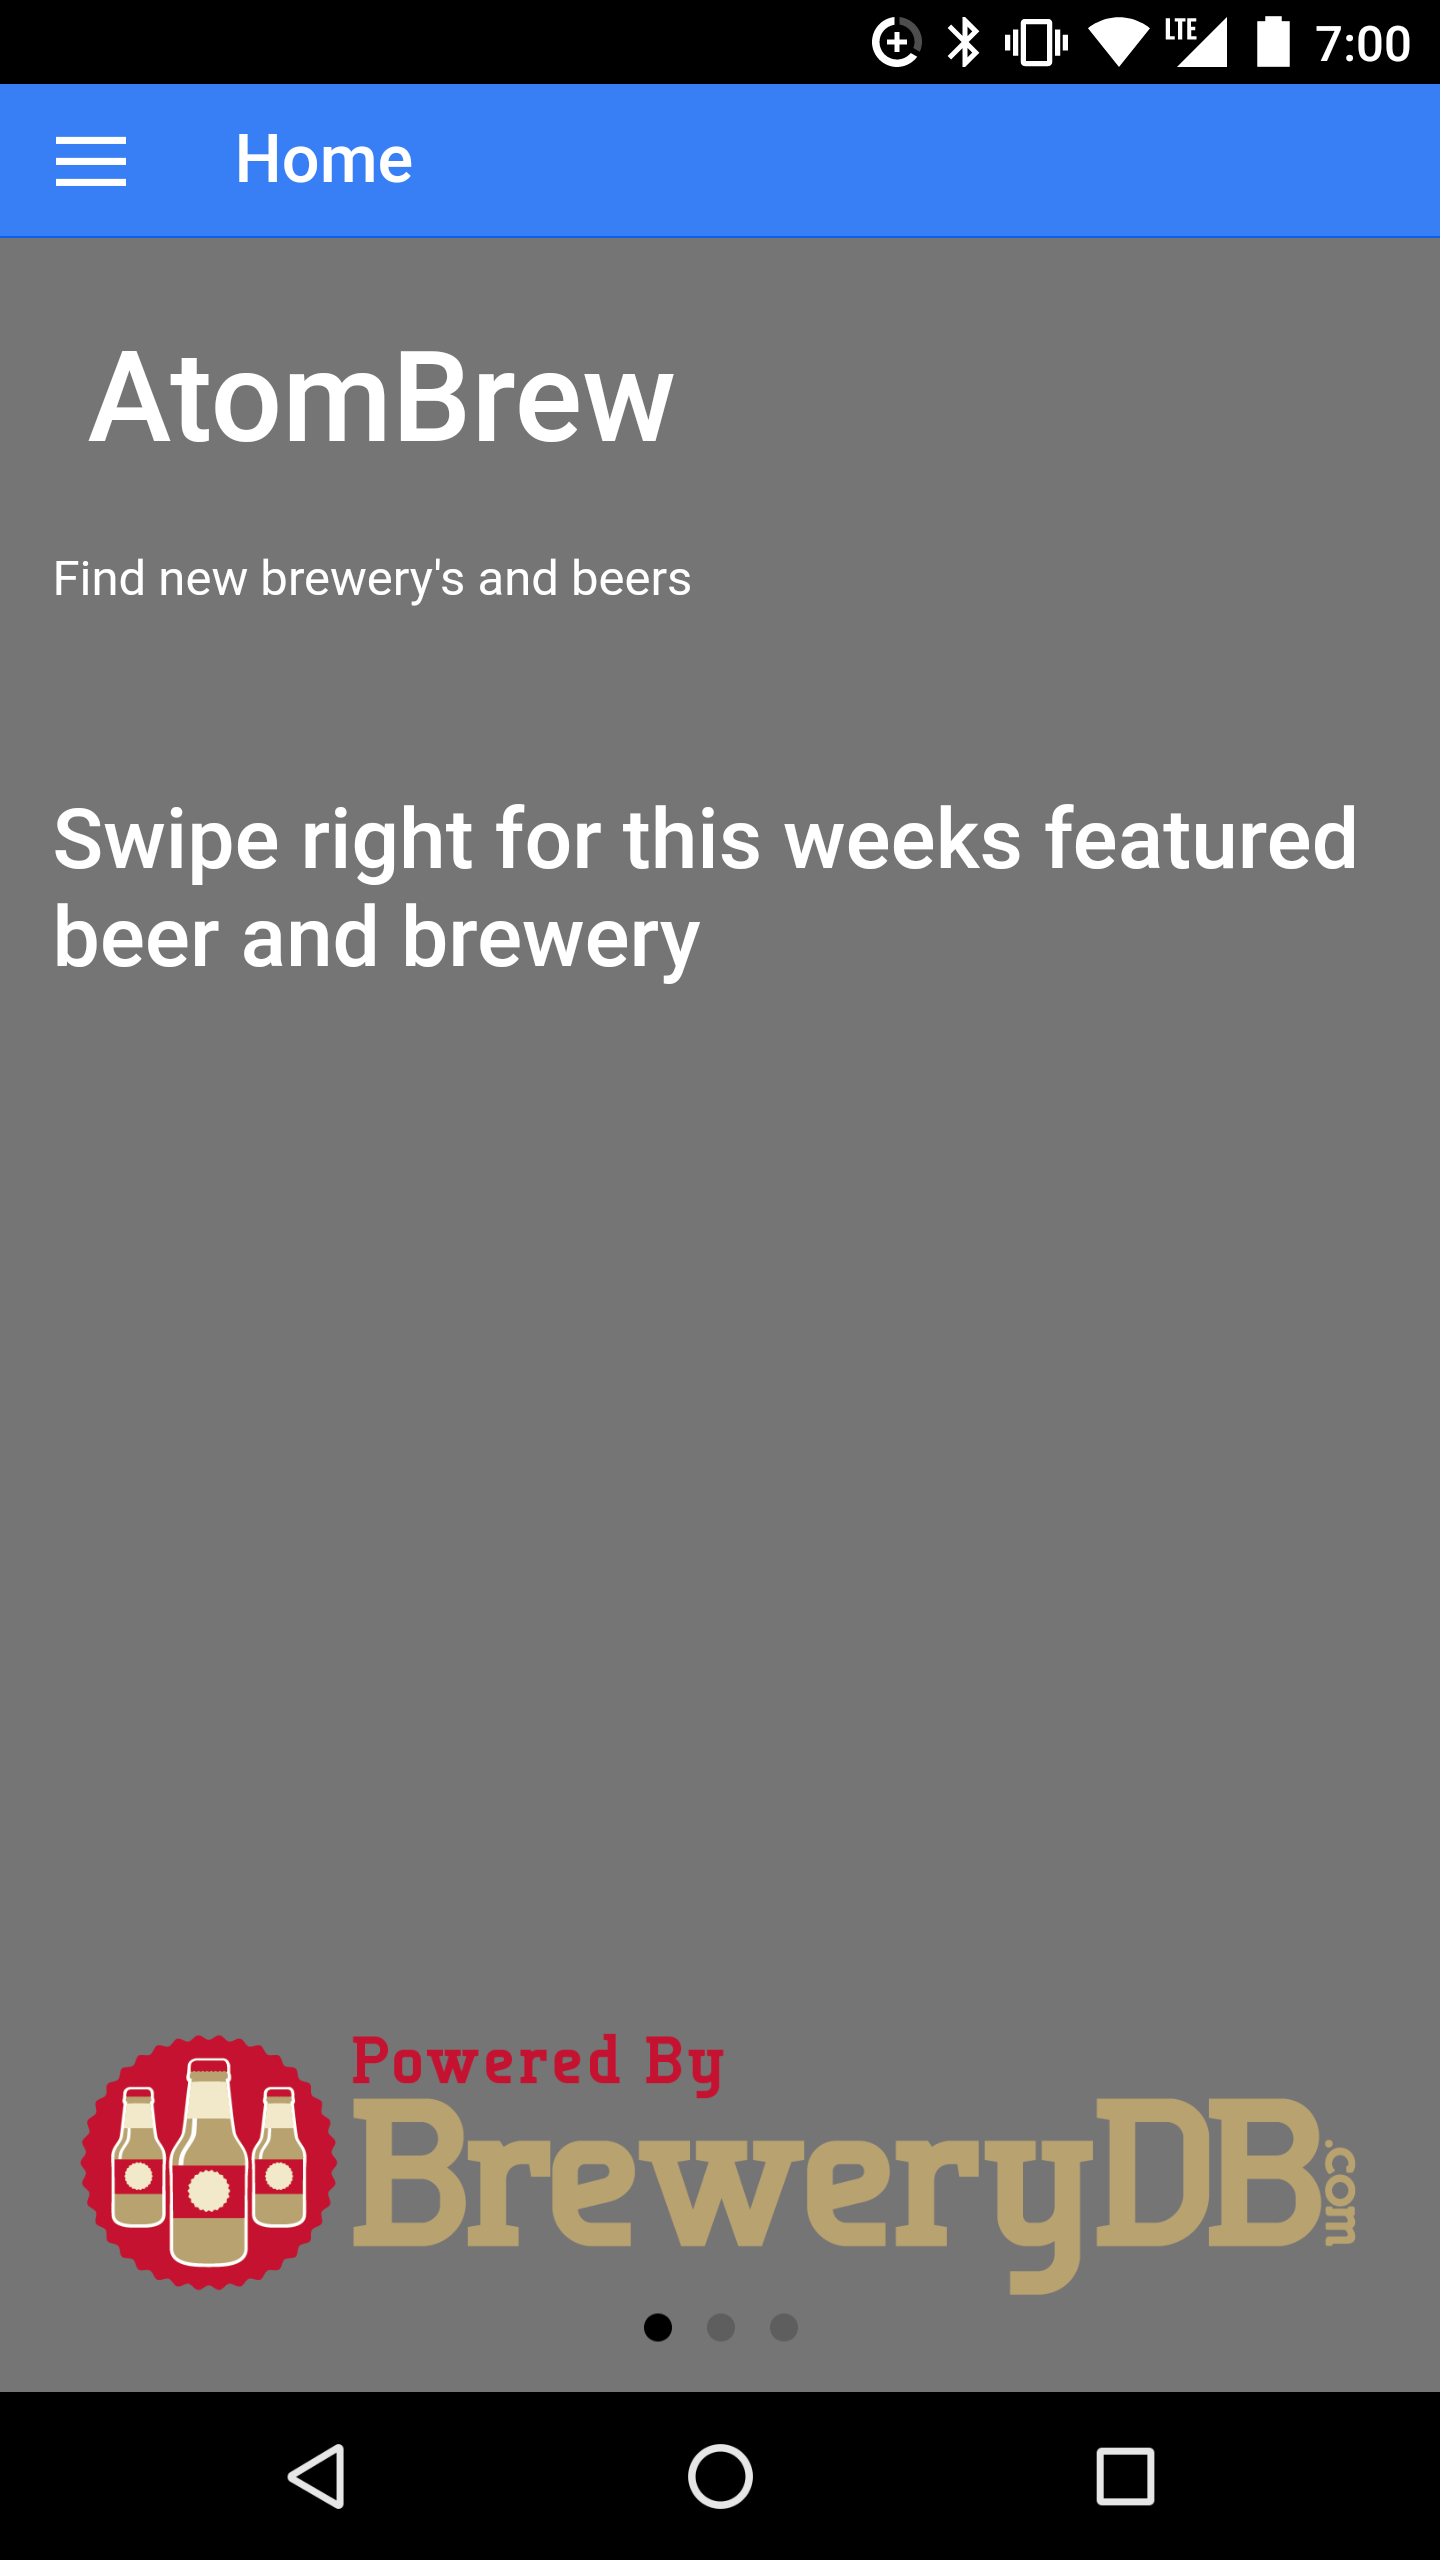 LTE 7:00
Home
AtomBrew
Find new brewery's and beers
Swipe right for this weeks featured
beer and brewery
Powered By
BreweryDB.com